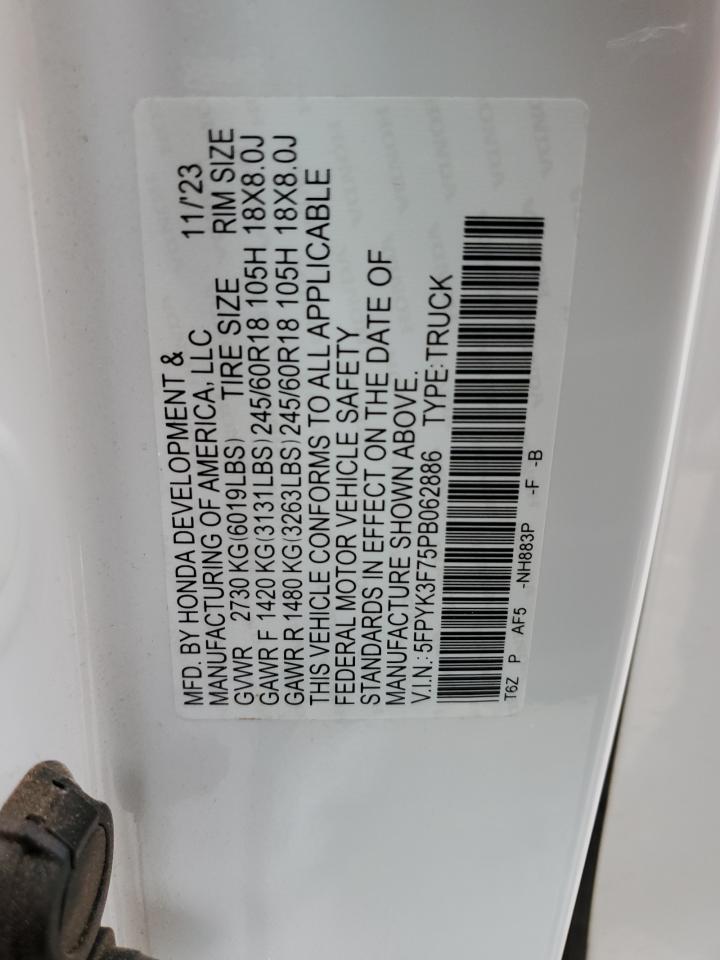 MFD. BY HONDA DEVELOPMENT &
MANUFACTURING OF AMERICA, LLC 11/'23
GVWR 2730 KG(6019LBS) TIRE SIZE RIM SIZE
GAWR F 1420 KG(3131LBS) 245/60R18 105H 18X8.0J
GAWR R 1480 KG(3263LBS) 245/60R18 105H 18X8.0J
THIS VEHICLE CONFORMS TO ALL APPLICABLE
FEDERAL MOTOR VEHICLE SAFETY
STANDARDS IN EFFECT ON THE DATE OF
MANUFACTURE SHOWN ABOVE.
V.I.N.:5FPYK3F75PB062886 TYPE:TRUCK
T6Z P AF5 -NH883P -F -B